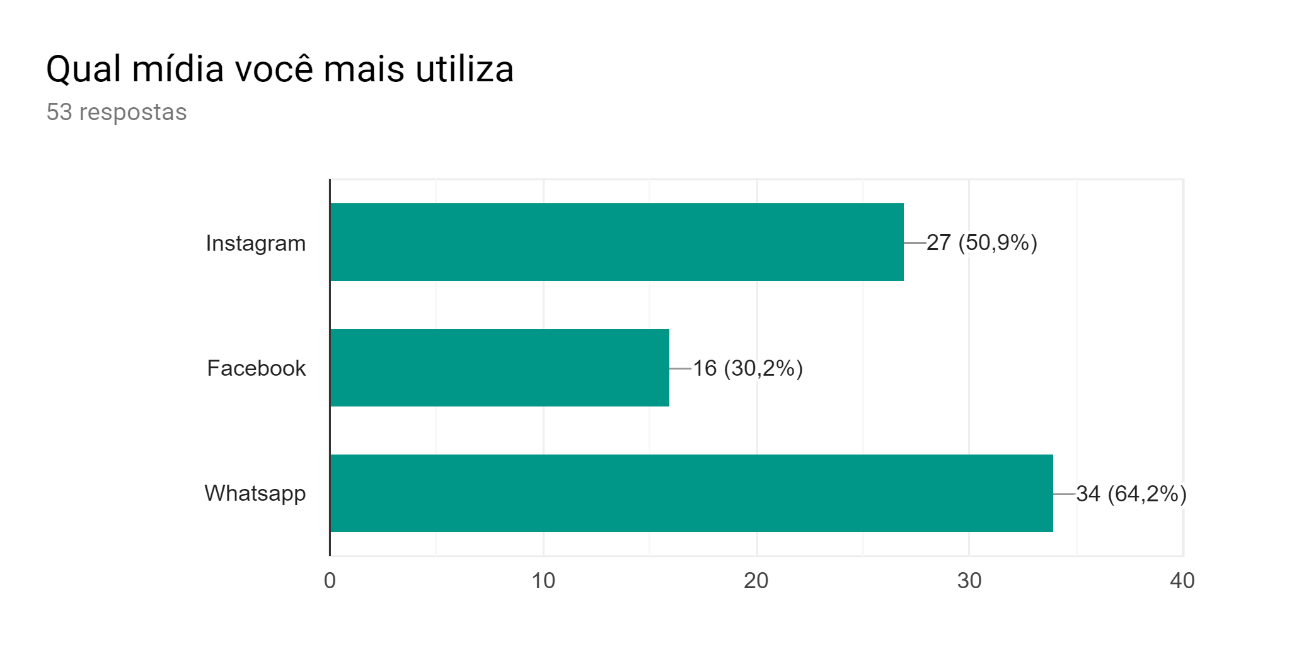 Qual mídia você mais utiliza
53 respostas
Instagram
27 (50,9%)
Facebook
16 (30,2%)
Whatsapp
34 (64,2%)
0 10 20 30 40